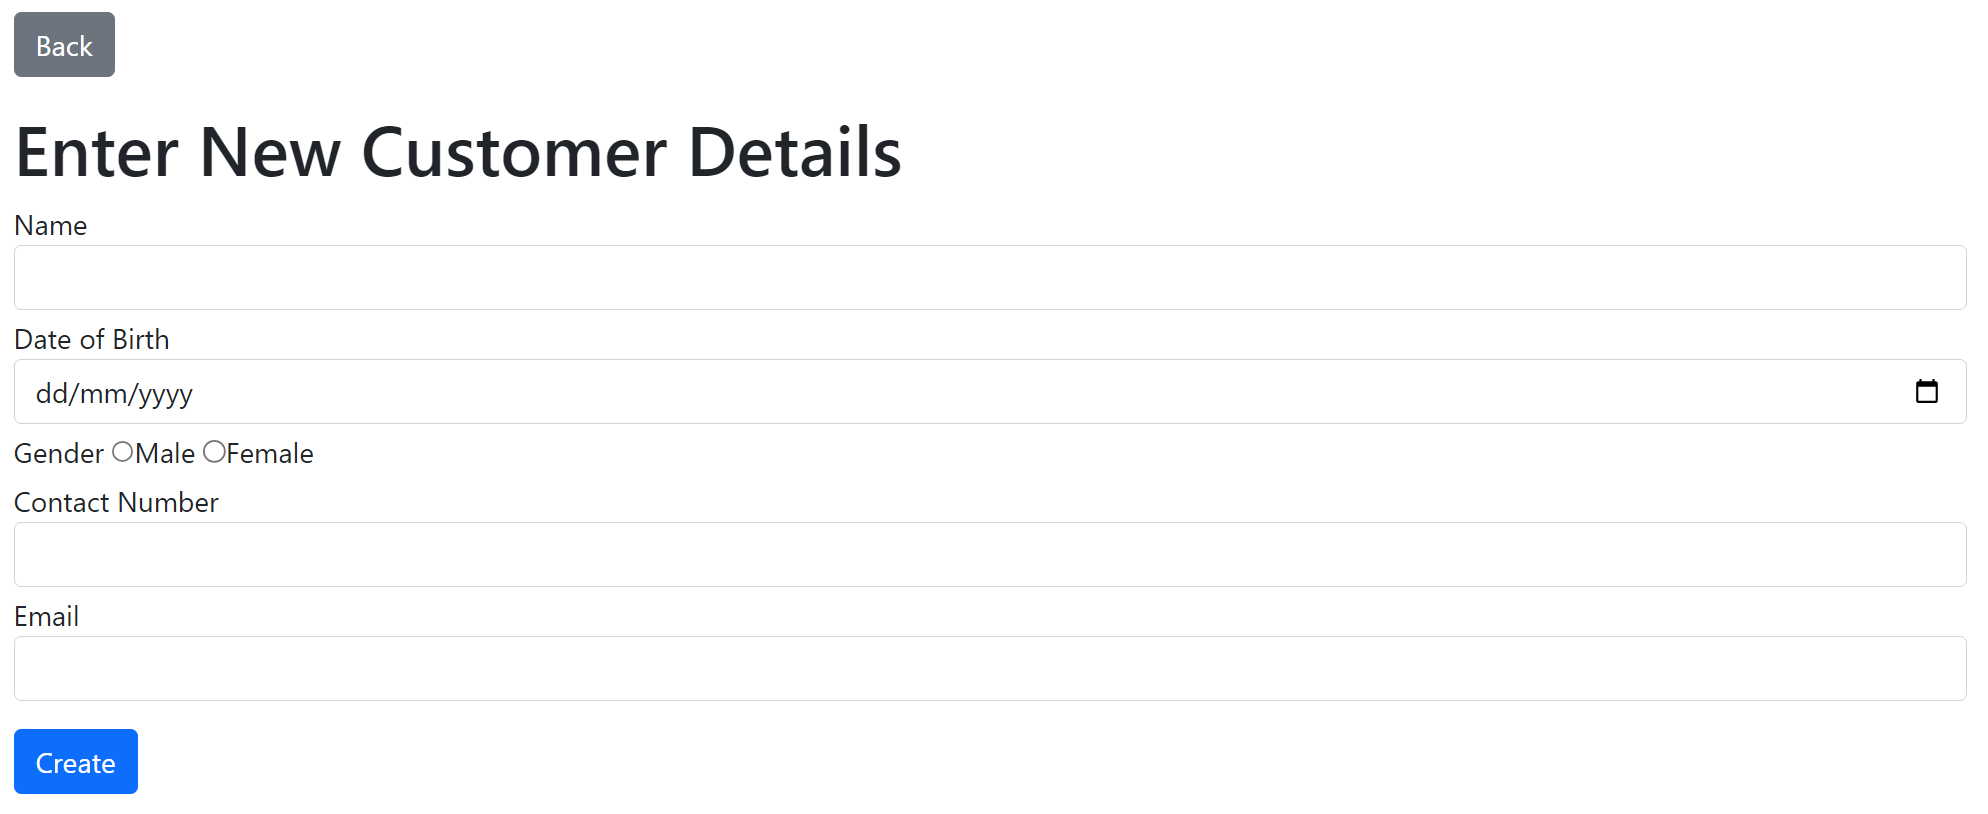 Back
Enter New Customer Details
Name
Date of Birth
dd/mm/yyyy
Gender Male Female
Contact Number
Email
Create